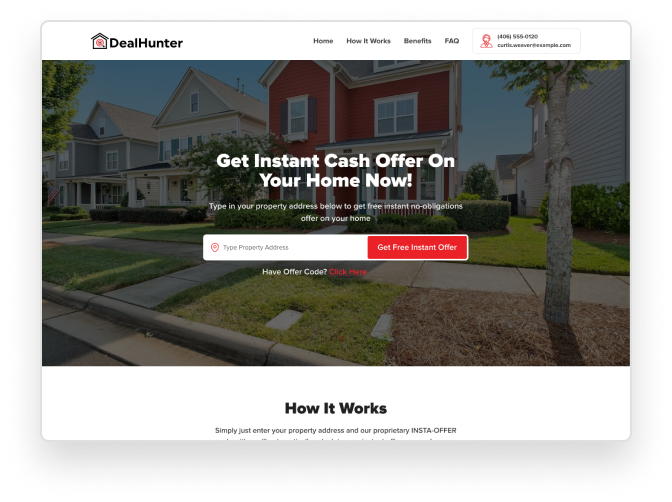 DealHunter
Home How It Works Benefits FAQ
(406) 555-0120
curtis.weaver@example.com
Get Instant Cash Offer On
Your Home Now!
Type in your property address below to get free instant no-obligations
offer on your home
Type Property Address
Get Free Instant Offer
Have Offer Code? Click Here
How It Works
Simply just enter your property address and our proprietary INSTA-OFFER